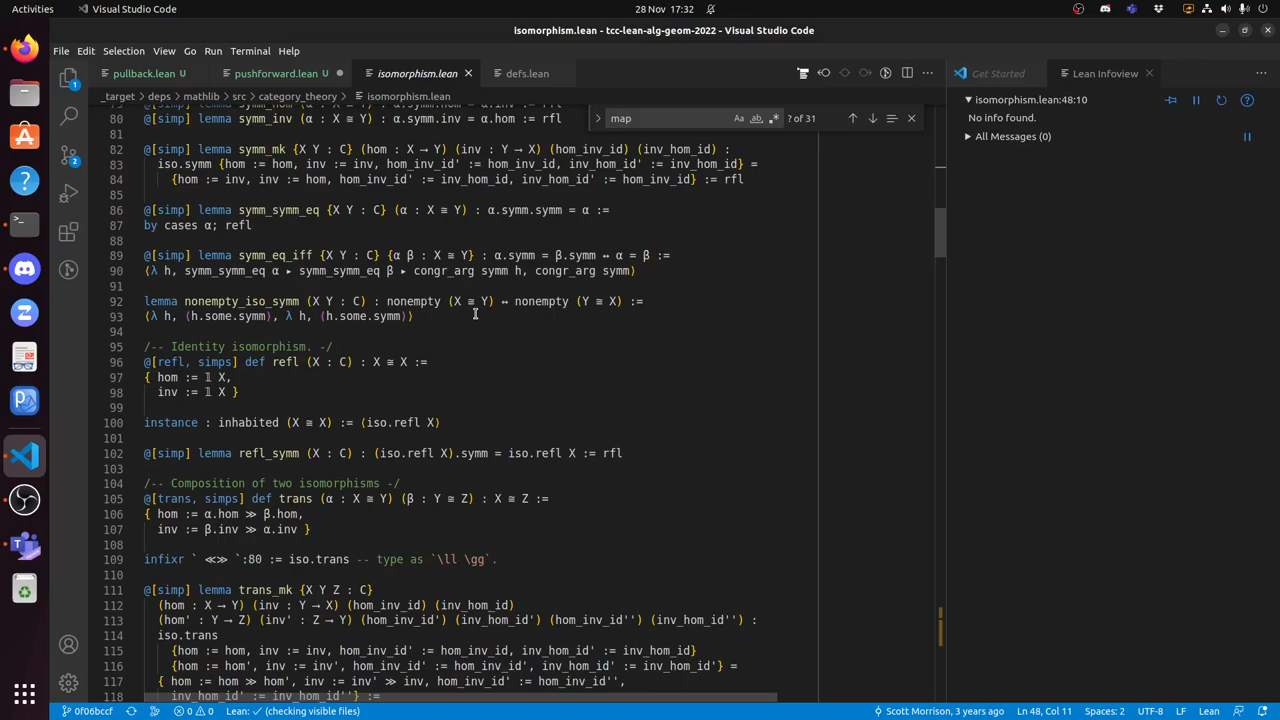 Activities
Visual Studio Code
28 Nov 17:32
isomorphism.lean - tcc-lean-alg-geom-2022 - Visual Studio Code
File Edit Selection View Go Run Terminal Help
pullback.lean U
pushforward.lean U
isomorphism.lean
defs.lean
Get Started
Lean Infoview
_target > deps > mathlib > src > category_theory > isomorphism.lean
map
Aa ab .* ? of 31
isomorphism.lean:48:10
No info found.
All Messages (0)
80 @[simp] lemma symm_inv (α : X ≅ Y) : α.symm.inv = α.hom := rfl
81
82 @[simp] lemma symm_mk {X Y : C} (hom : X ⟶ Y) (inv : Y ⟶ X) (hom_inv_id) (inv_hom_id) :
83 iso.symm {hom := hom, inv := inv, hom_inv_id' := hom_inv_id, inv_hom_id' := inv_hom_id} =
84 {hom := inv, inv := hom, hom_inv_id' := inv_hom_id, inv_hom_id' := hom_inv_id} := rfl
85
86 @[simp] lemma symm_symm_eq {X Y : C} (α : X ≅ Y) : α.symm.symm = α :=
87 by cases α; refl
88
89 @[simp] lemma symm_eq_iff {X Y : C} {α β : X ≅ Y} : α.symm = β.symm ↔ α = β :=
90 ⟨λ h, symm_symm_eq α ▸ symm_symm_eq β ▸ congr_arg symm h, congr_arg symm⟩
91
92 lemma nonempty_iso_symm (X Y : C) : nonempty (X ≅ Y) ↔ nonempty (Y ≅ X) :=
93 ⟨λ h, ⟨h.some.symm⟩, λ h, ⟨h.some.symm⟩⟩
94
95 /-- Identity isomorphism. -/
96 @[refl, simps] def refl (X : C) : X ≅ X :=
97 { hom := 𝟙 X,
98 inv := 𝟙 X }
99
100 instance : inhabited (X ≅ X) := ⟨iso.refl X⟩
101
102 @[simp] lemma refl_symm (X : C) : (iso.refl X).symm = iso.refl X := rfl
103
104 /-- Composition of two isomorphisms -/
105 @[trans, simps] def trans (α : X ≅ Y) (β : Y ≅ Z) : X ≅ Z :=
106 { hom := α.hom ≫ β.hom,
107 inv := β.inv ≫ α.inv }
108
109 infixr ` ≪≫ `:80 := iso.trans -- type as `\ll \gg`.
110
111 @[simp] lemma trans_mk {X Y Z : C}
112 (hom : X ⟶ Y) (inv : Y ⟶ X) (hom_inv_id) (inv_hom_id)
113 (hom' : Y ⟶ Z) (inv' : Z ⟶ Y) (hom_inv_id') (inv_hom_id') (hom_inv_id'') (inv_hom_id'') :
114 iso.trans
115 {hom := hom, inv := inv, hom_inv_id' := hom_inv_id, inv_hom_id' := inv_hom_id}
116 {hom := hom', inv := inv', hom_inv_id' := hom_inv_id', inv_hom_id' := inv_hom_id'} =
117 { hom := hom ≫ hom', inv := inv' ≫ inv, hom_inv_id' := hom_inv_id'',
118 inv_hom_id' := inv_hom_id''} :=
0f06bccf
0 0
Lean: ✓ (checking visible files)
Scott Morrison, 3 years ago
Ln 48, Col 11
Spaces: 2
UTF-8
LF
Lean